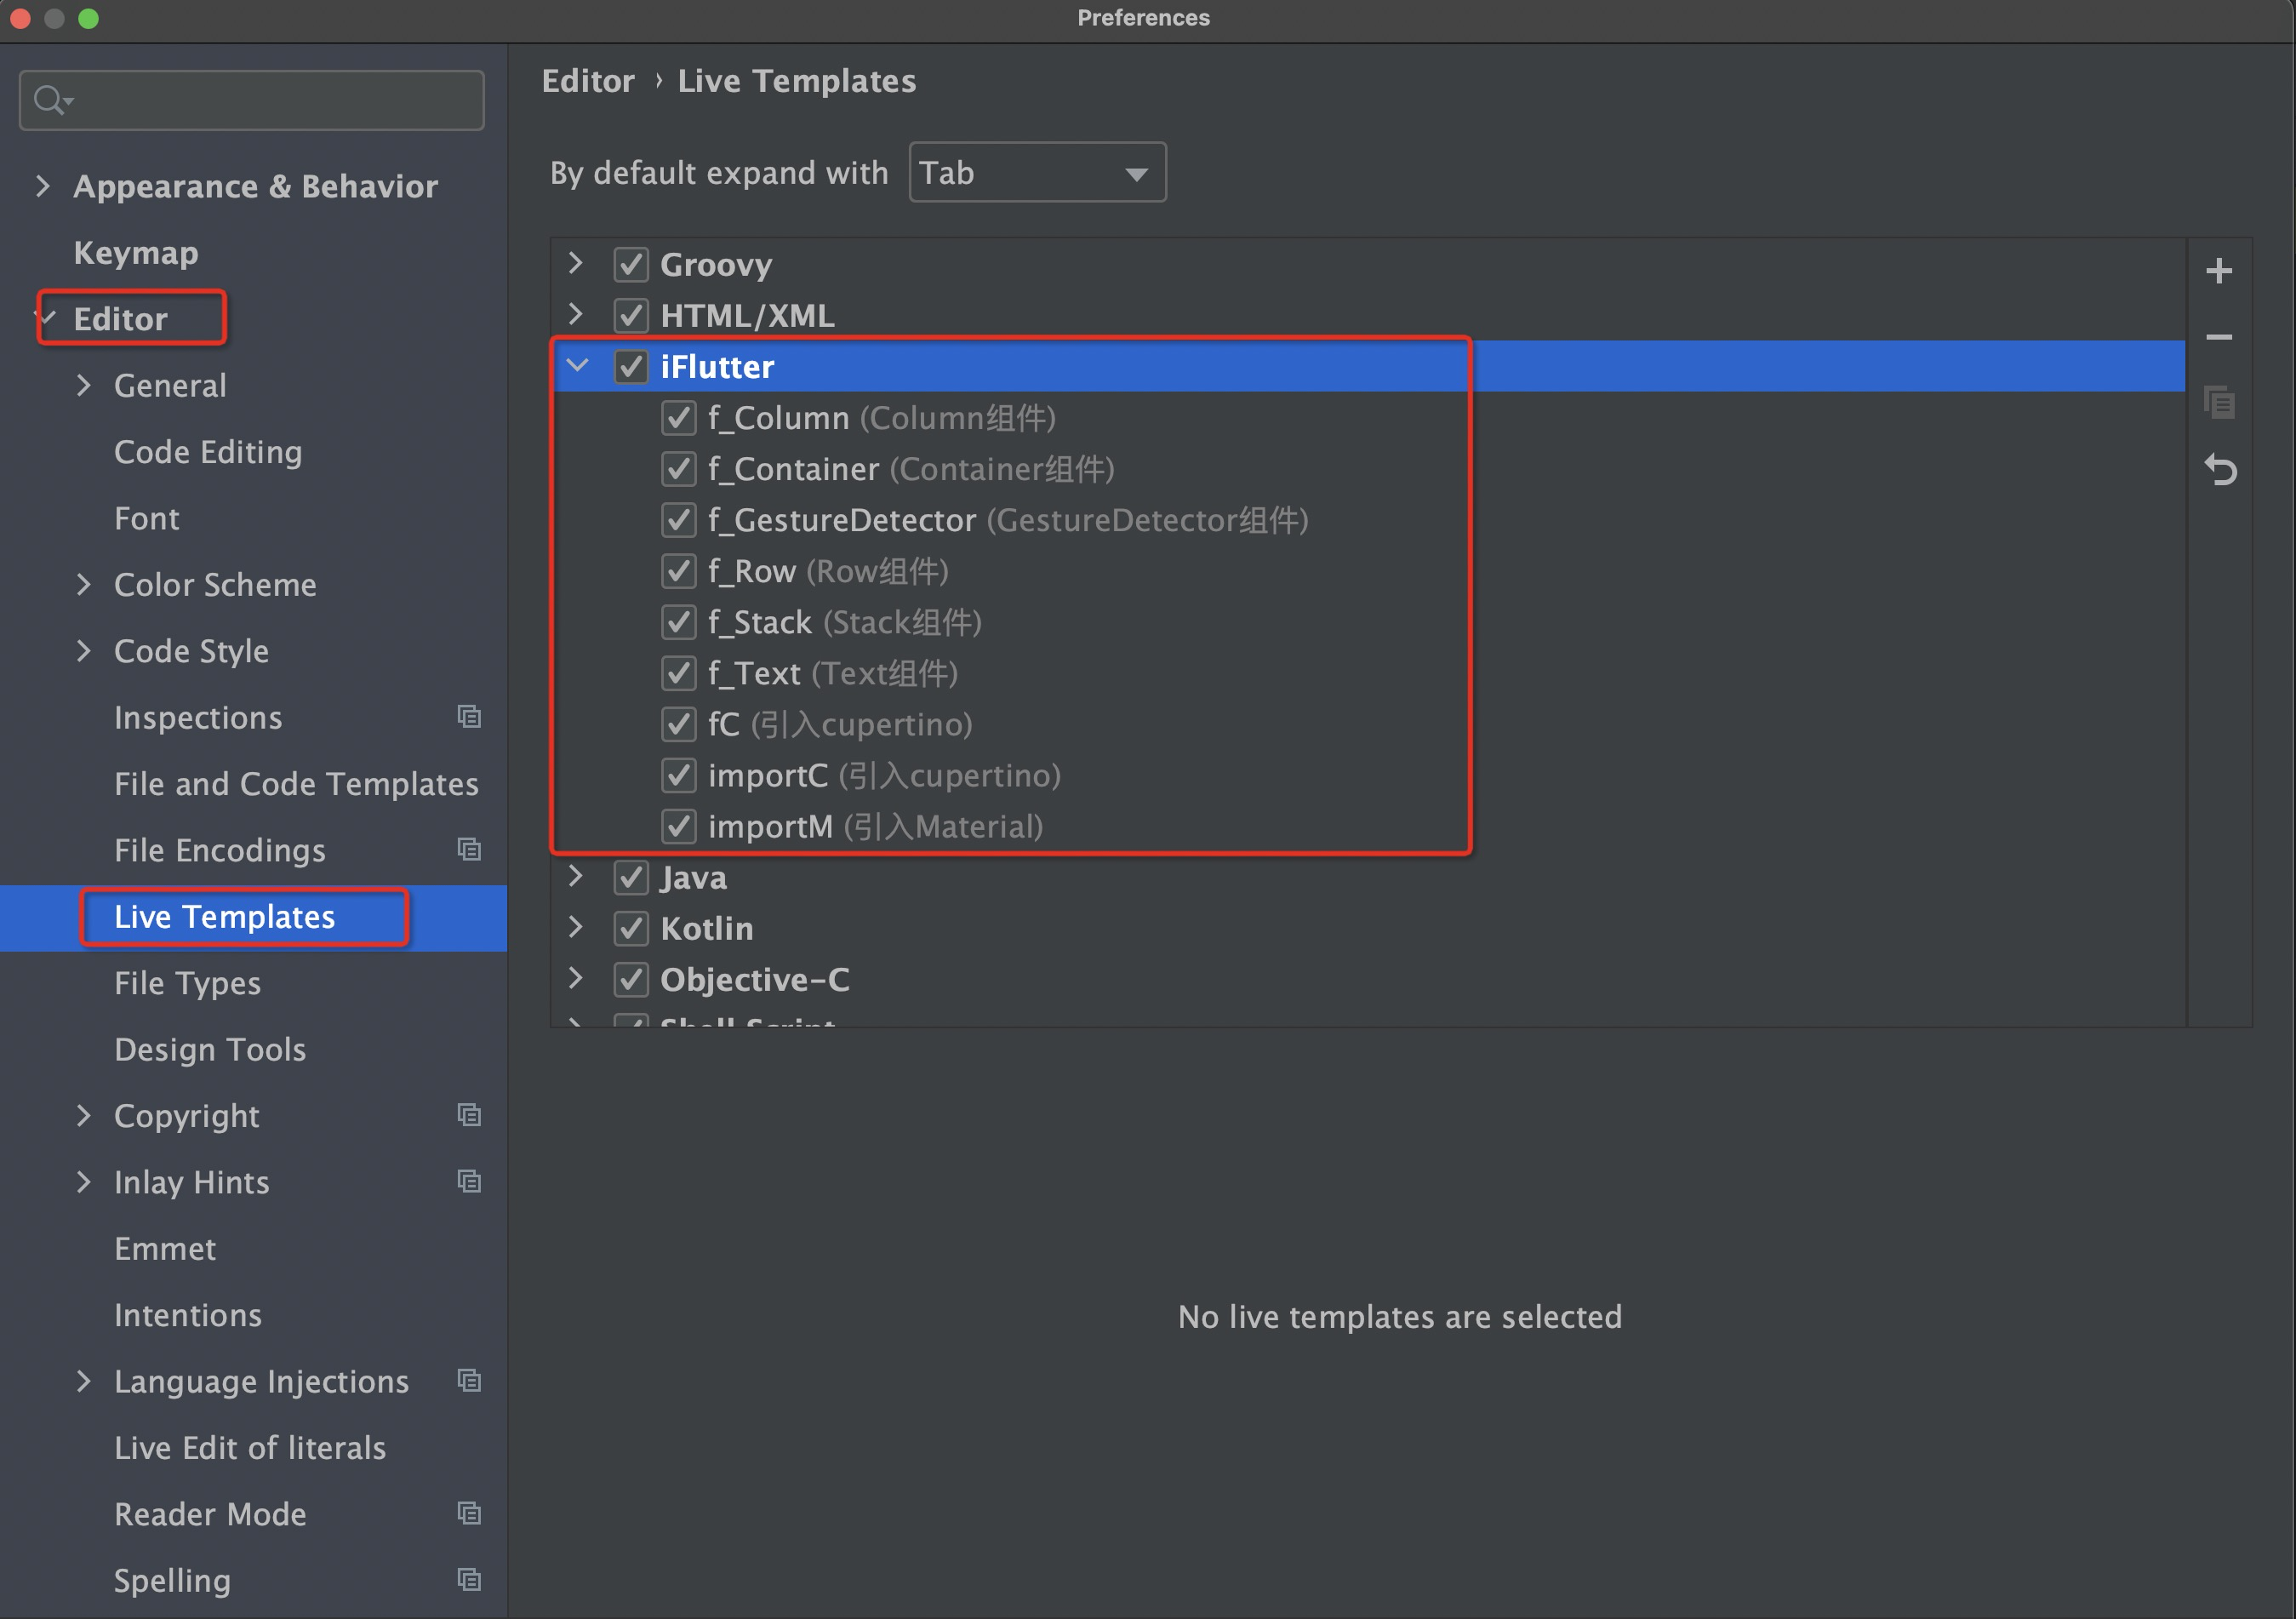 Preferences
Appearance & Behavior
Keymap
Editor
General
Code Editing
Font
Color Scheme
Code Style
Inspections
File and Code Templates
File Encodings
Live Templates
File Types
Design Tools
Copyright
Inlay Hints
Emmet
Intentions
Language Injections
Live Edit of literals
Reader Mode
Spelling
Editor › Live Templates
By default expand with Tab
Groovy
HTML/XML
iFlutter
f_Column (Column组件)
f_Container (Container组件)
f_GestureDetector (GestureDetector组件)
f_Row (Row组件)
f_Stack (Stack组件)
f_Text (Text组件)
fC (引入cupertino)
importC (引入cupertino)
importM (引入Material)
Java
Kotlin
Objective-C
Shell Script
No live templates are selected